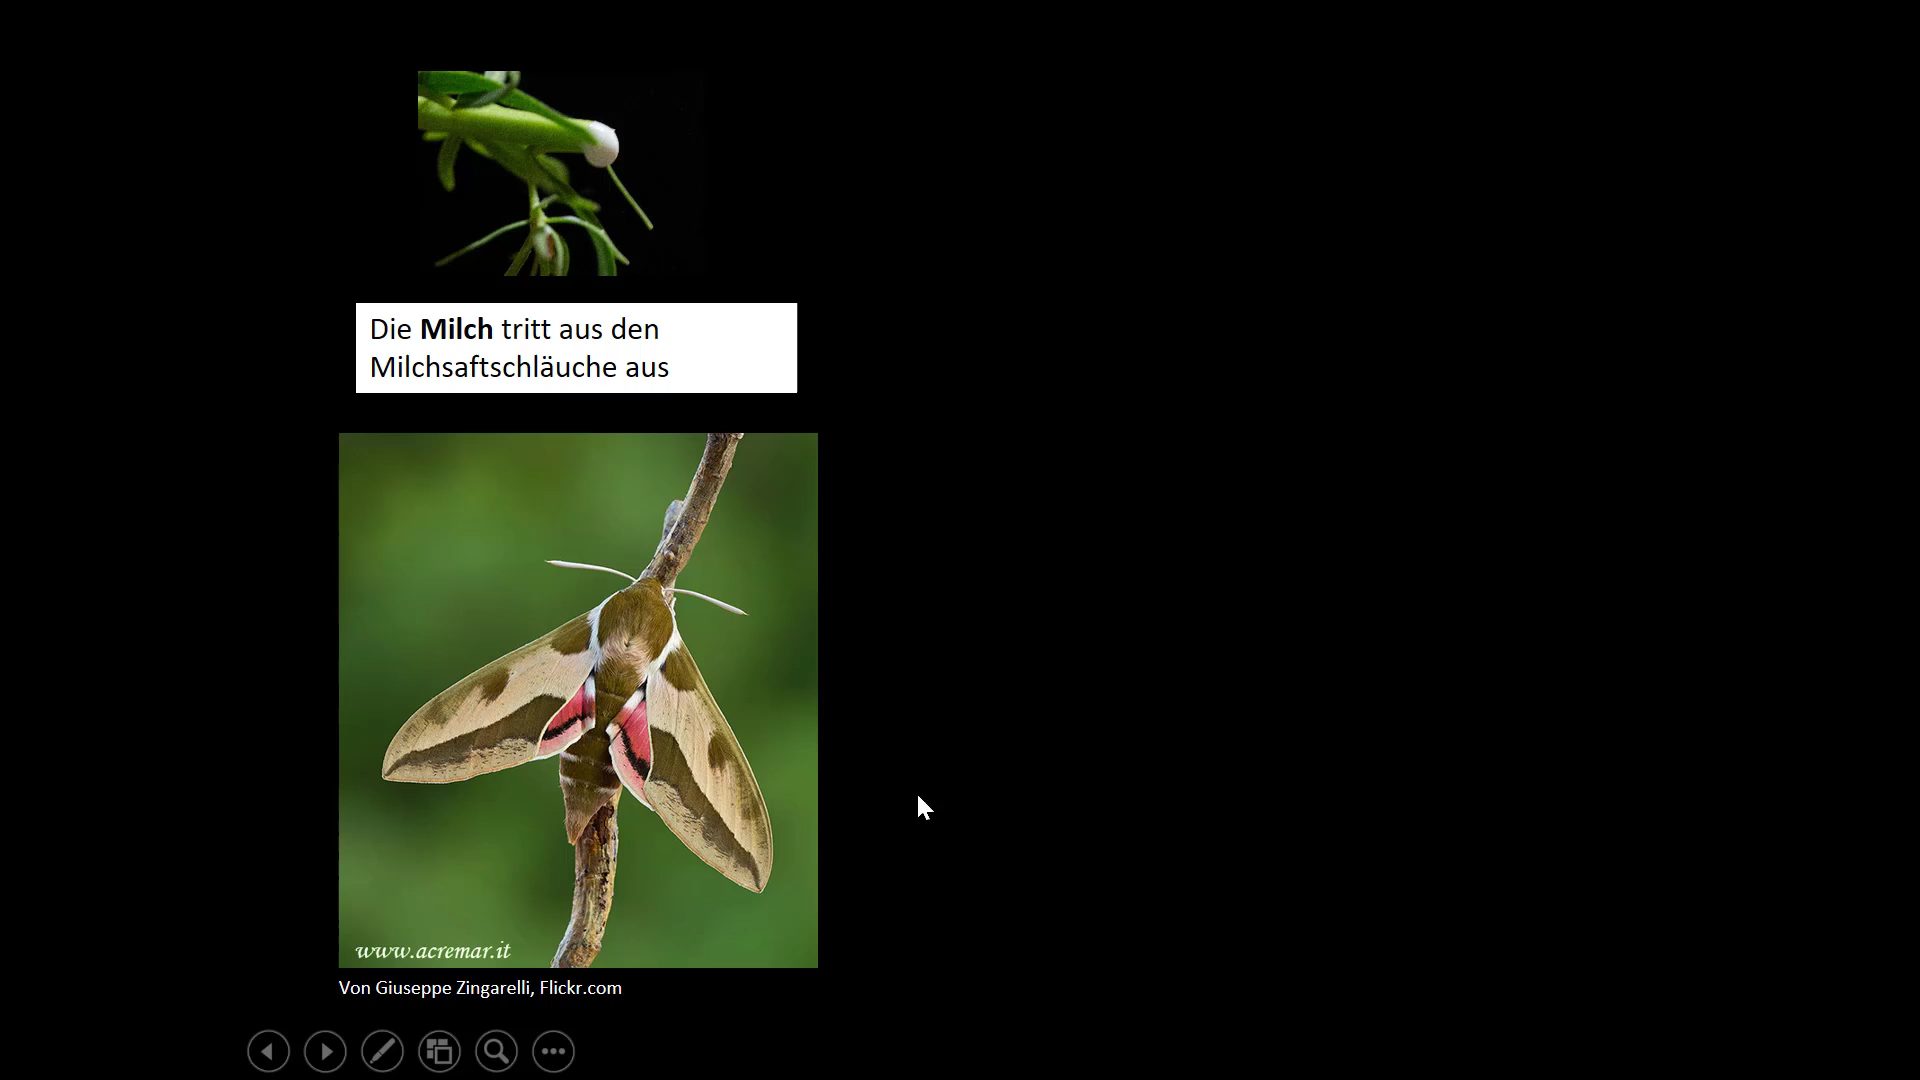 Die Milch tritt aus den
Milchsaftschläuche aus
www.acremar.it
Von Giuseppe Zingarelli, Flickr.com